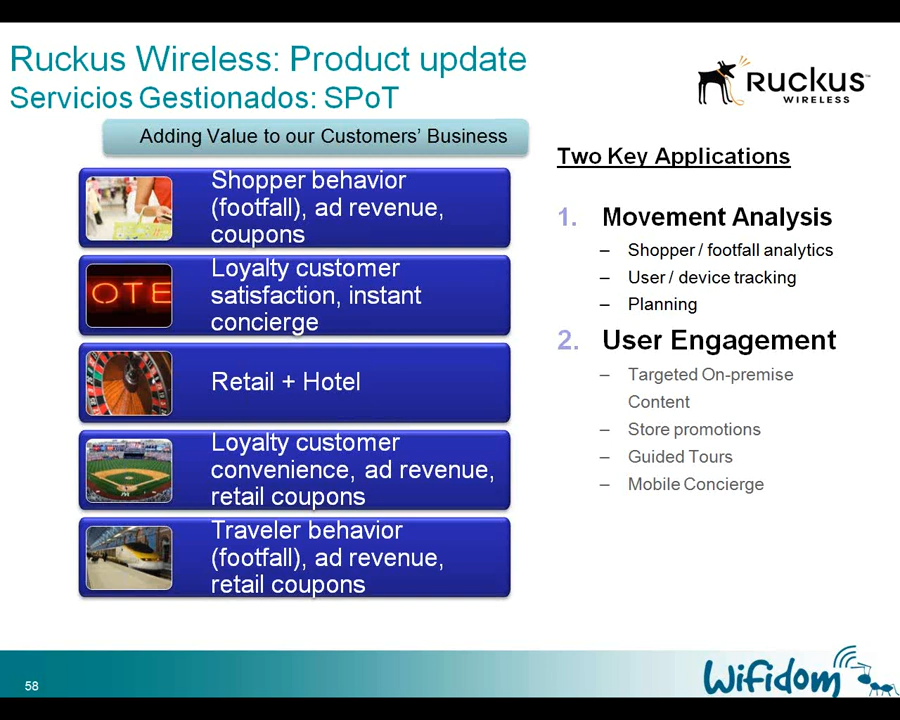 Ruckus Wireless: Product update
Servicios Gestionados: SPoT
RUCKUS™
WIRELESS
Adding Value to our Customers' Business
Shopper behavior
(footfall), ad revenue,
coupons
OTE
Loyalty customer
satisfaction, instant
concierge
Retail + Hotel
Loyalty customer
convenience, ad revenue,
retail coupons
Traveler behavior
(footfall), ad revenue,
retail coupons
Two Key Applications
1. Movement Analysis
– Shopper / footfall analytics
– User / device tracking
– Planning
2. User Engagement
– Targeted On-premise
Content
– Store promotions
– Guided Tours
– Mobile Concierge
58
Wifidom